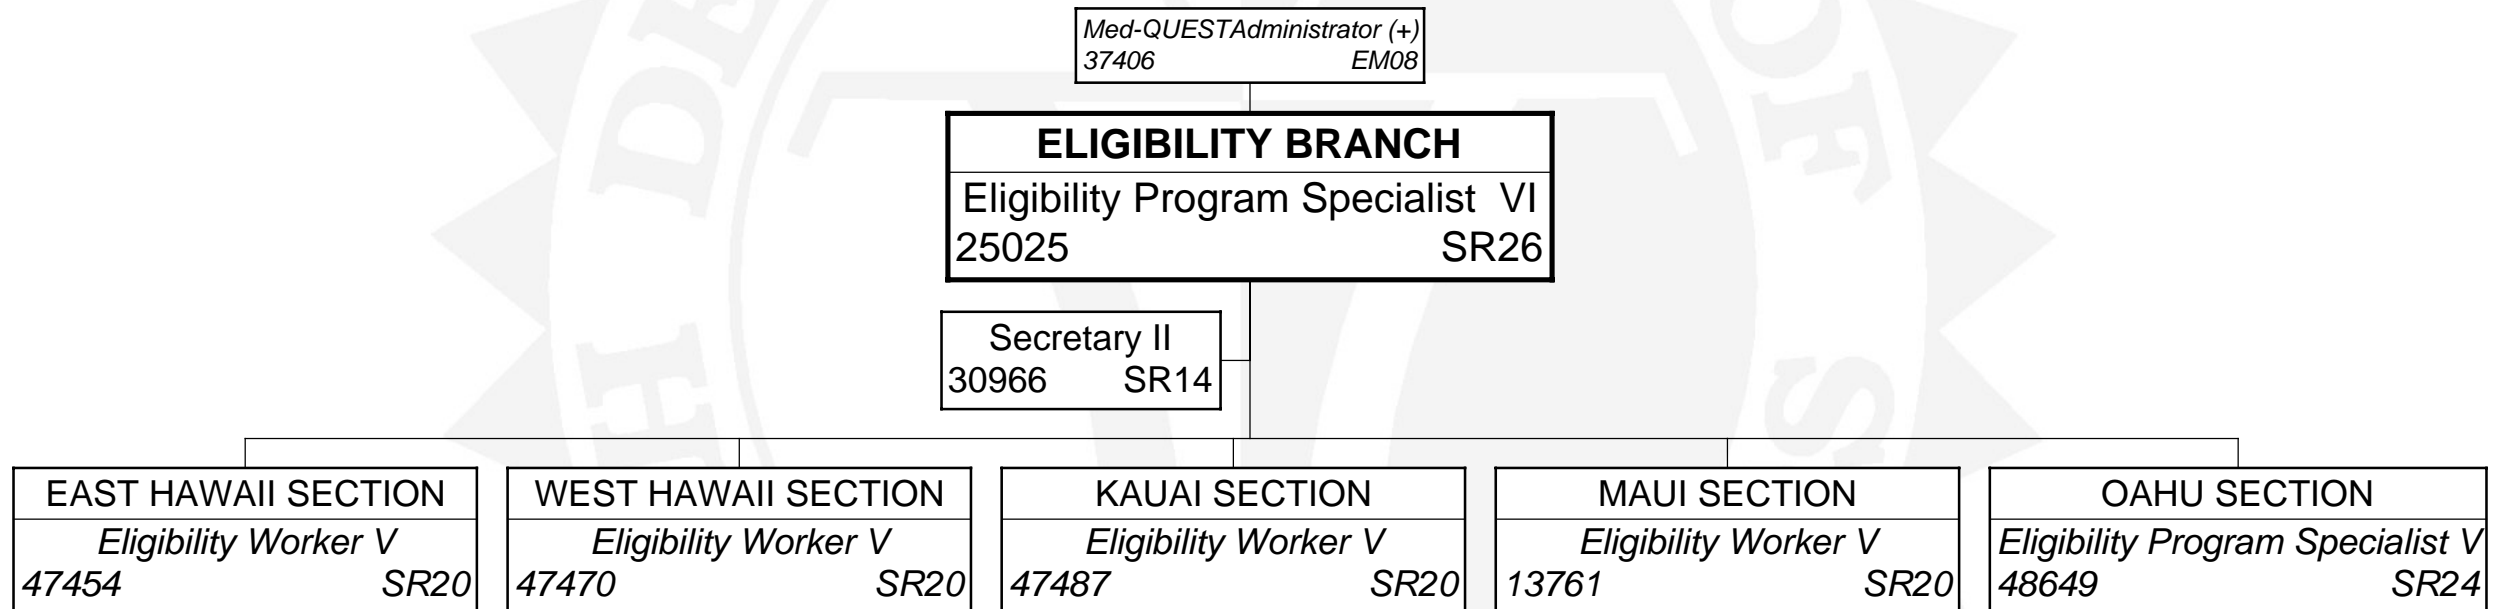 Med-QUESTAdministrator (+)
37406 EM08
ELIGIBILITY BRANCH
Eligibility Program Specialist VI
25025 SR26
Secretary II
30966 SR14
EAST HAWAII SECTION
Eligibility Worker V
47454 SR20
WEST HAWAII SECTION
Eligibility Worker V
47470 SR20
KAUAI SECTION
Eligibility Worker V
47487 SR20
MAUI SECTION
Eligibility Worker V
13761 SR20
OAHU SECTION
Eligibility Program Specialist V
48649 SR24